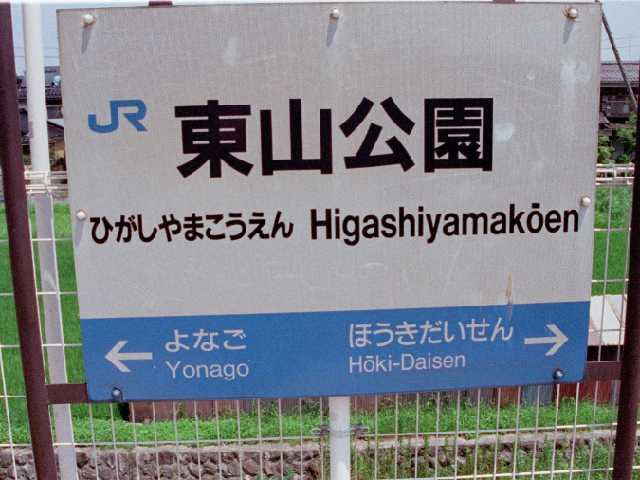 JR 東山公園
ひがしやまこうえん Higashiyamakōen
← よなご ほうきだいせん →
Yonago Hōki-Daisen